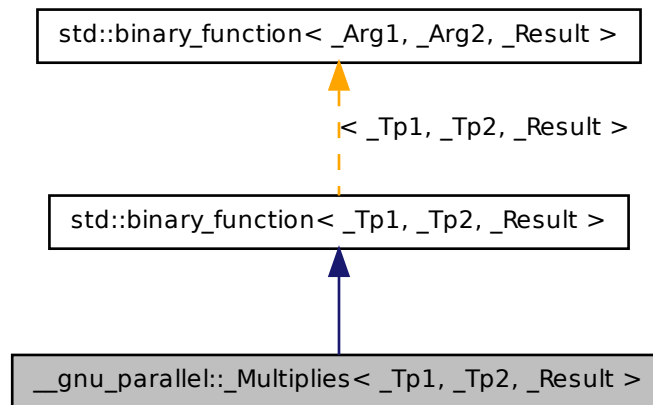 std::binary_function< _Arg1, _Arg2, _Result >
< _Tp1, _Tp2, _Result >
std::binary_function< _Tp1, _Tp2, _Result >
__gnu_parallel::_Multiplies< _Tp1, _Tp2, _Result >